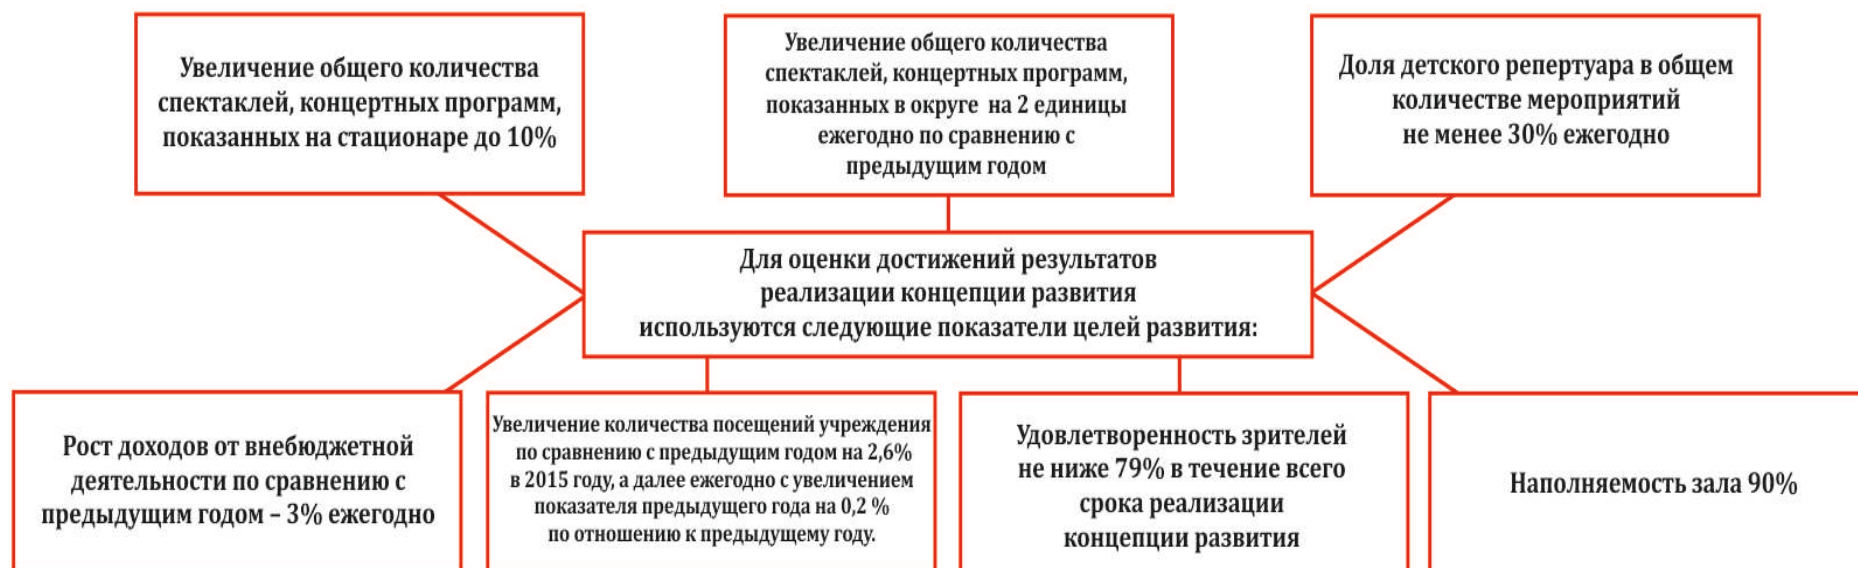 Увеличение общего количества
спектаклей, концертных программ,
показанных на стационаре до 10%
Увеличение общего количества
спектаклей, концертных программ,
показанных в округе на 2 единицы
ежегодно по сравнению с
предыдущим годом
Доля детского репертуара в общем
количестве мероприятий
не менее 30% ежегодно
Для оценки достижений результатов
реализации концепции развития
используются следующие показатели целей развития:
Рост доходов от внебюджетной
деятельности по сравнению с
предыдущим годом – 3% ежегодно
Увеличение количества посещений учреждения
по сравнению с предыдущим годом на 2,6%
в 2015 году, а далее ежегодно с увеличением
показателя предыдущего года на 0,2 %
по отношению к предыдущему году.
Удовлетворенность зрителей
не ниже 79% в течение всего
срока реализации
концепции развития
Наполняемость зала 90%